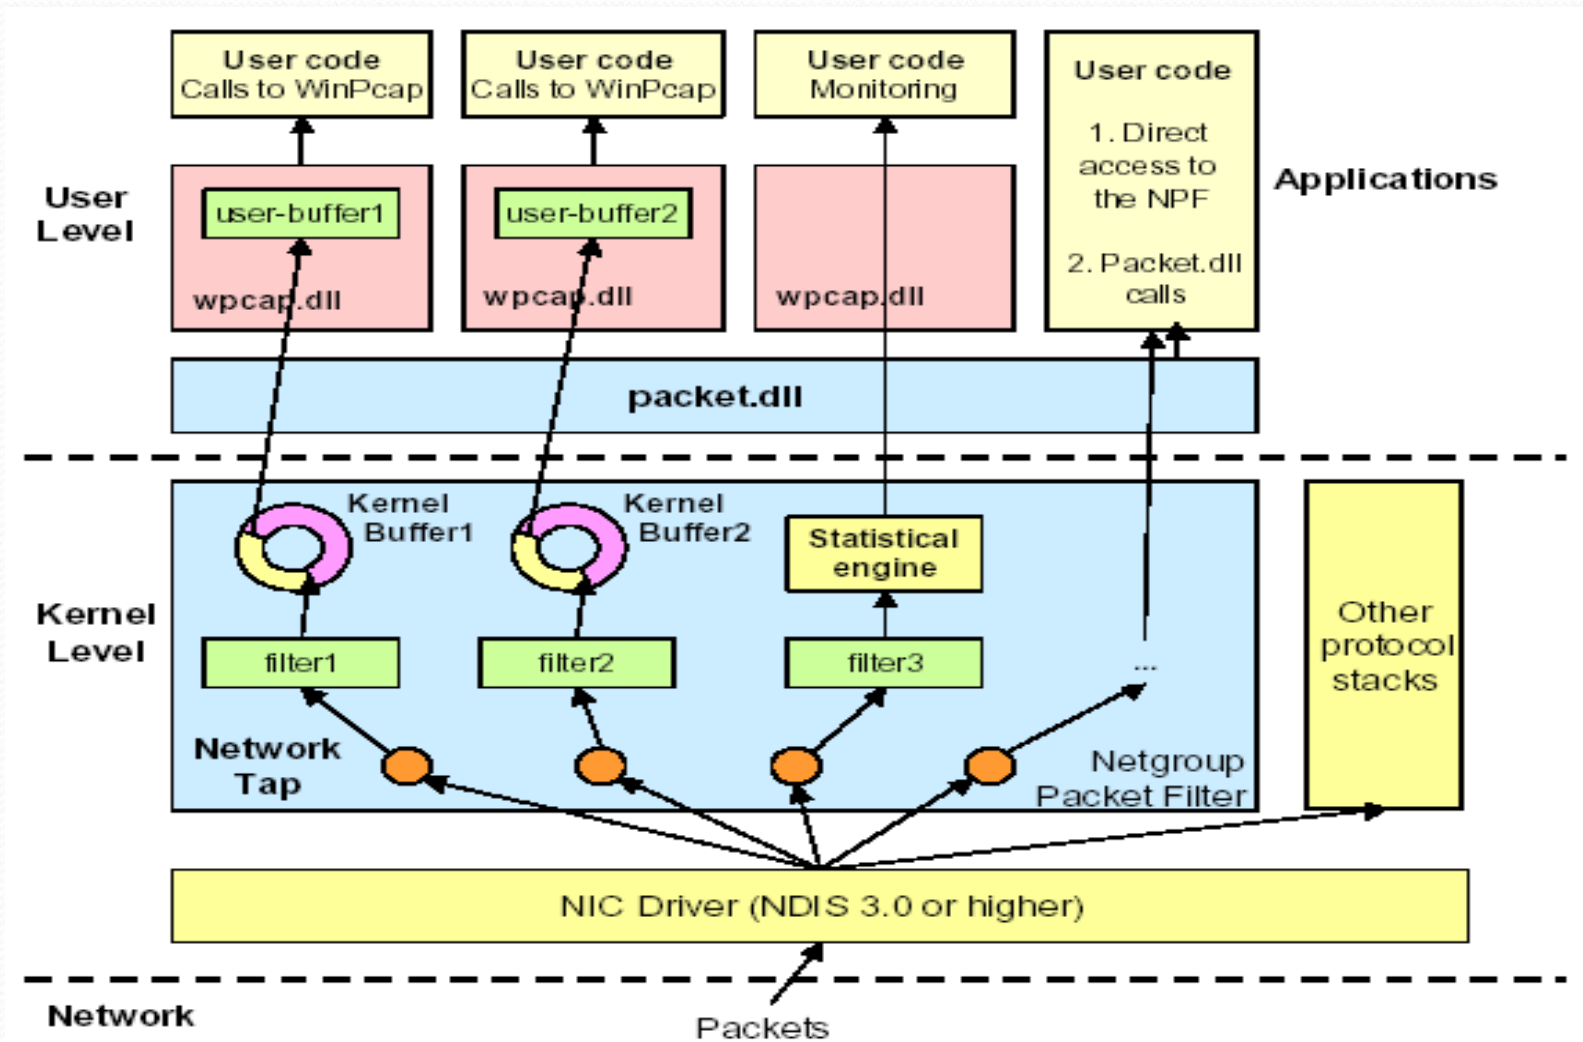 User code
Calls to WinPcap
User code
Calls to WinPcap
User code
Monitoring
User code
1. Direct
access to
the NPF
2. Packet.dll
calls
Applications
User
Level
user-buffer1
wpcap.dll
user-buffer2
wpcap.dll
wpcap.dll
packet.dll
Kernel
Level
Kernel
Buffer1
Kernel
Buffer2
Statistical
engine
filter1
filter2
filter3
...
Network
Tap
Netgroup
Packet Filter
Other
protocol
stacks
NIC Driver (NDIS 3.0 or higher)
Network
Packets